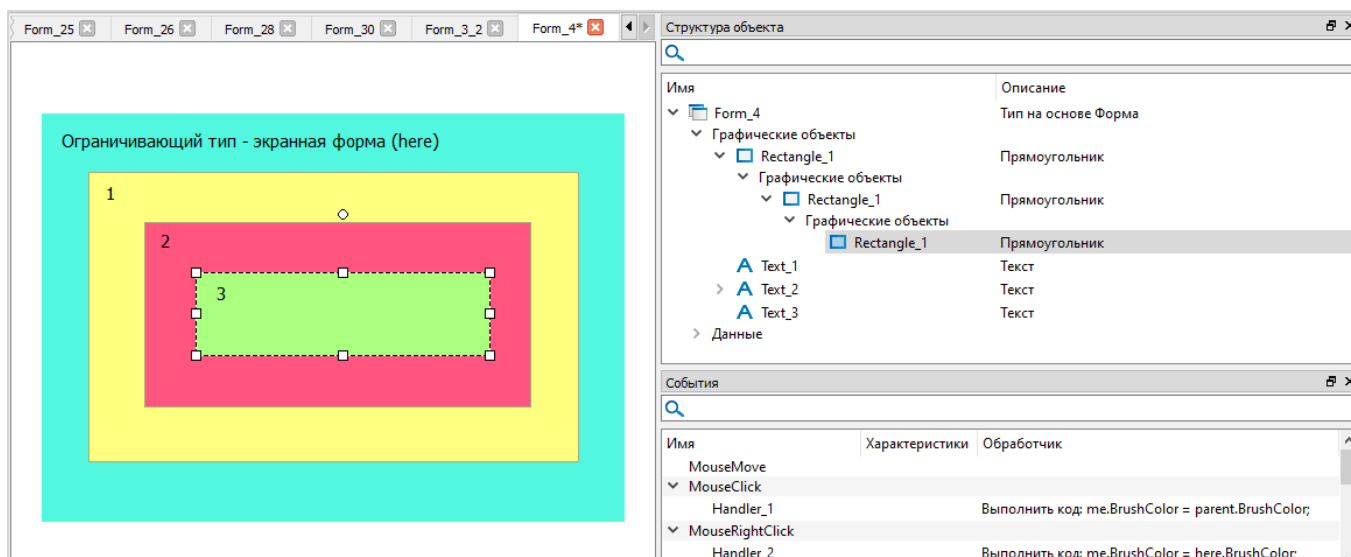 Form_25
Form_26
Form_28
Form_30
Form_3_2
Form_4*
Ограничивающий тип - экранная форма (here)
1
2
3
Структура объекта
Имя Описание
Form_4 Тип на основе Форма
Графические объекты
Rectangle_1 Прямоугольник
Графические объекты
Rectangle_1 Прямоугольник
Графические объекты
Rectangle_1 Прямоугольник
Text_1 Текст
Text_2 Текст
Text_3 Текст
Данные
События
Имя Характеристики Обработчик
MouseMove
MouseClick
Handler_1 Выполнить код: me.BrushColor = parent.BrushColor;
MouseRightClick
Handler_2 Выполнить код: me.BrushColor = here.BrushColor;